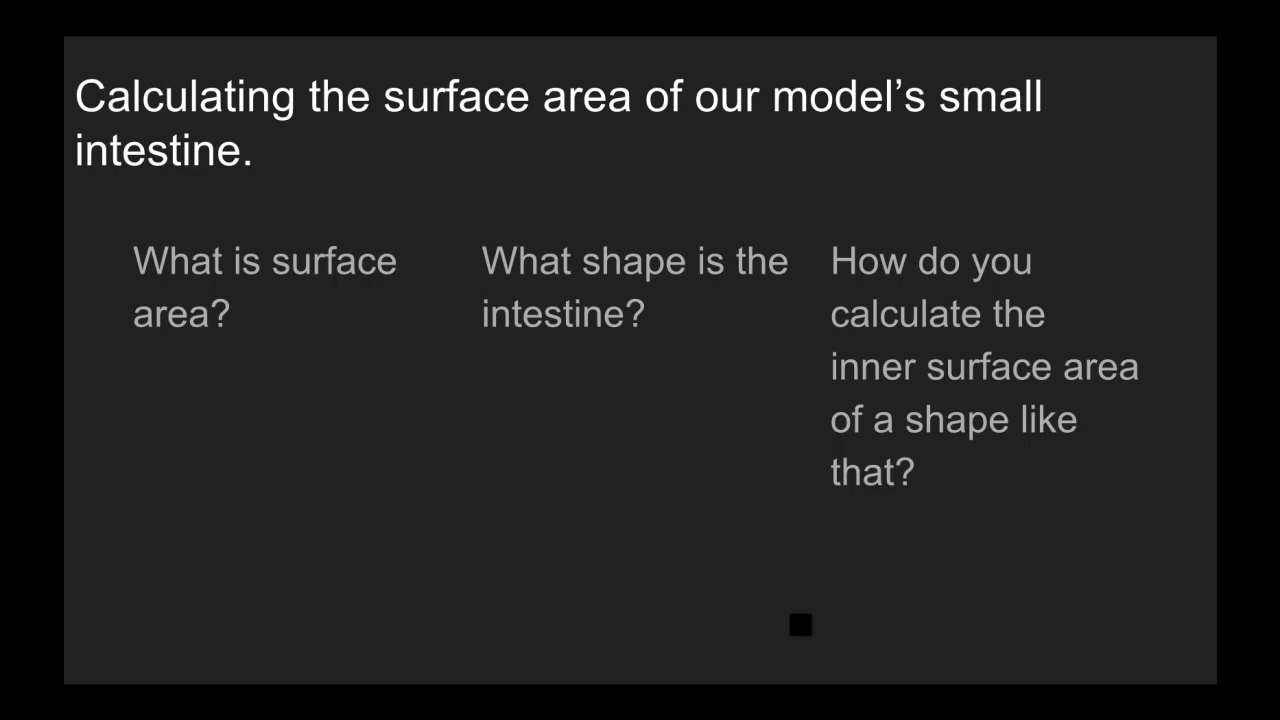 Calculating the surface area of our model’s small
intestine.
What is surface
area?
What shape is the
intestine?
How do you
calculate the
inner surface area
of a shape like
that?